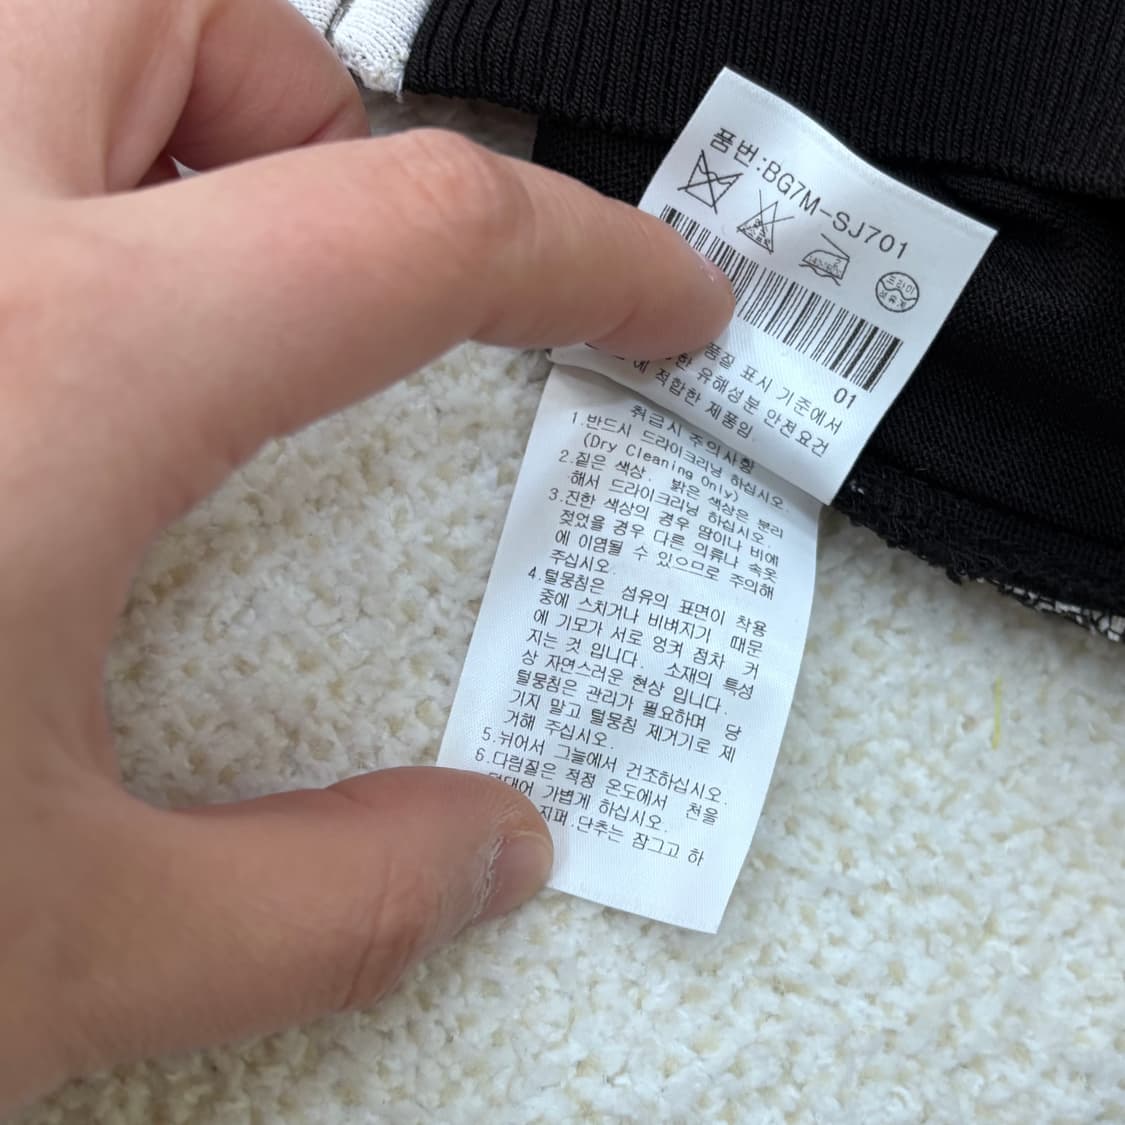 품번:BG7M-SJ701
드라이
석유계
01
품질 표시 기준에서
유해성분 안전요건
에 적합한 제품임
취급시 주의사항
1.반드시 드라이크리닝 하십시오.
(Dry Cleaning Only)
2.짙은 색상. 밝은 색상은 분리
해서 드라이크리닝 하십시오.
3.진한 색상의 경우 땀이나 비에
젖었을 경우 다른 의류나 속옷
에 이염될 수 있으므로 주의해
주십시오.
4.털뭉침은 섬유의 표면이 착용
중에 스치거나 비벼지기 때문
에 기모가 서로 엉켜 점차 커
지는 것 입니다. 소재의 특성
상 자연스러운 현상 입니다.
털뭉침은 관리가 필요하며 당
기지 말고 털뭉침 제거기로 제
거해 주십시오.
5.뉘어서 그늘에서 건조하십시오.
6.다림질은 적정 온도에서 천을
덧대어 가볍게 하십시오.
지퍼.단추는 잠그고 하